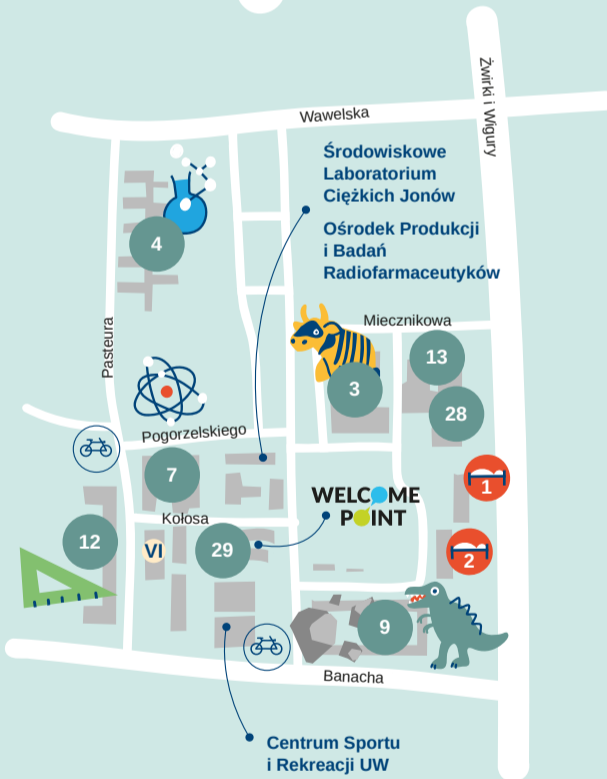 Wawelska
Żwirki i Wigury
Środowiskowe
Laboratorium
Ciężkich Jonów
Ośrodek Produkcji
i Badań
Radiofarmaceutyków
4
Pasteura
Miecznikowa
13
3
28
Pogorzelskiego
7
WELCOME
POINT
1
Kołosa
12
VI
29
2
9
Banacha
Centrum Sportu
i Rekreacji UW